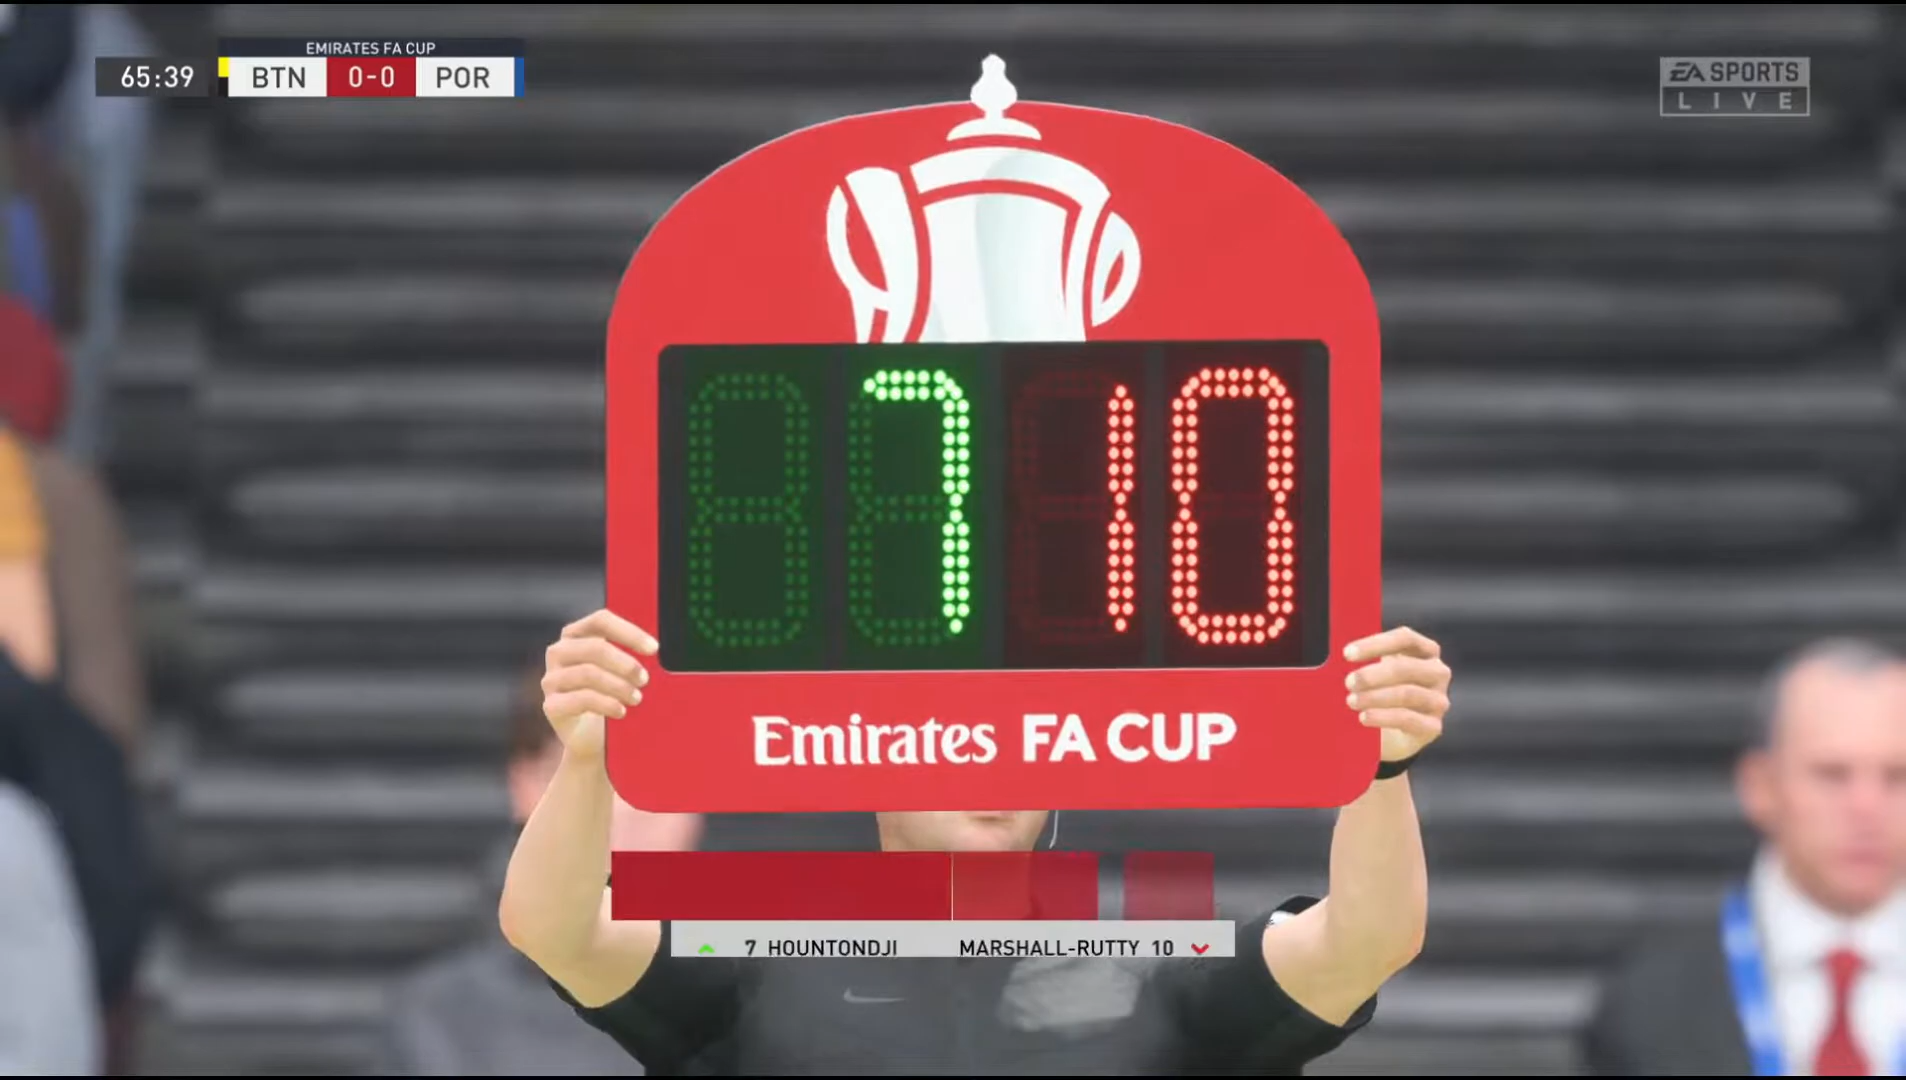 EMIRATES FA CUP
65:39 BTN 0-0 POR
EA SPORTS
LIVE
7 10
Emirates FA CUP
7 HOUNTONDJI MARSHALL-RUTTY 10